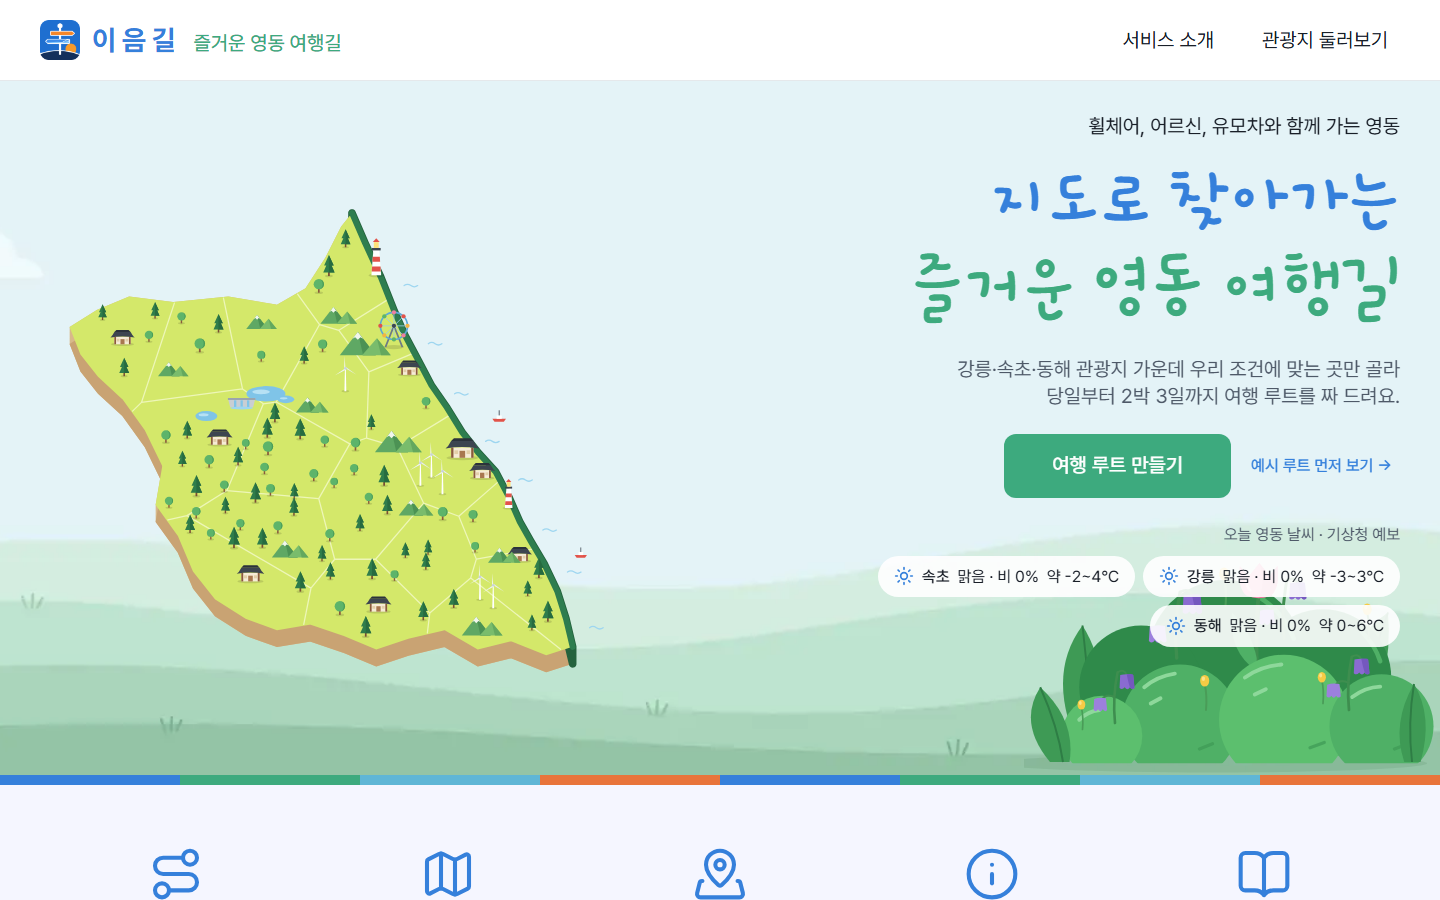 이음길 즐거운 영동 여행길
서비스 소개 관광지 둘러보기
휠체어, 어르신, 유모차와 함께 가는 영동
지도로 찾아가는
즐거운 영동 여행길
강릉·속초·동해 관광지 가운데 우리 조건에 맞는 곳만 골라
당일부터 2박 3일까지 여행 루트를 짜 드려요.
여행 루트 만들기 예시 루트 먼저 보기 →
오늘 영동 날씨 · 기상청 예보
속초 맑음 · 비 0% 약 -2~4°C
강릉 맑음 · 비 0% 약 -3~3°C
동해 맑음 · 비 0% 약 0~6°C